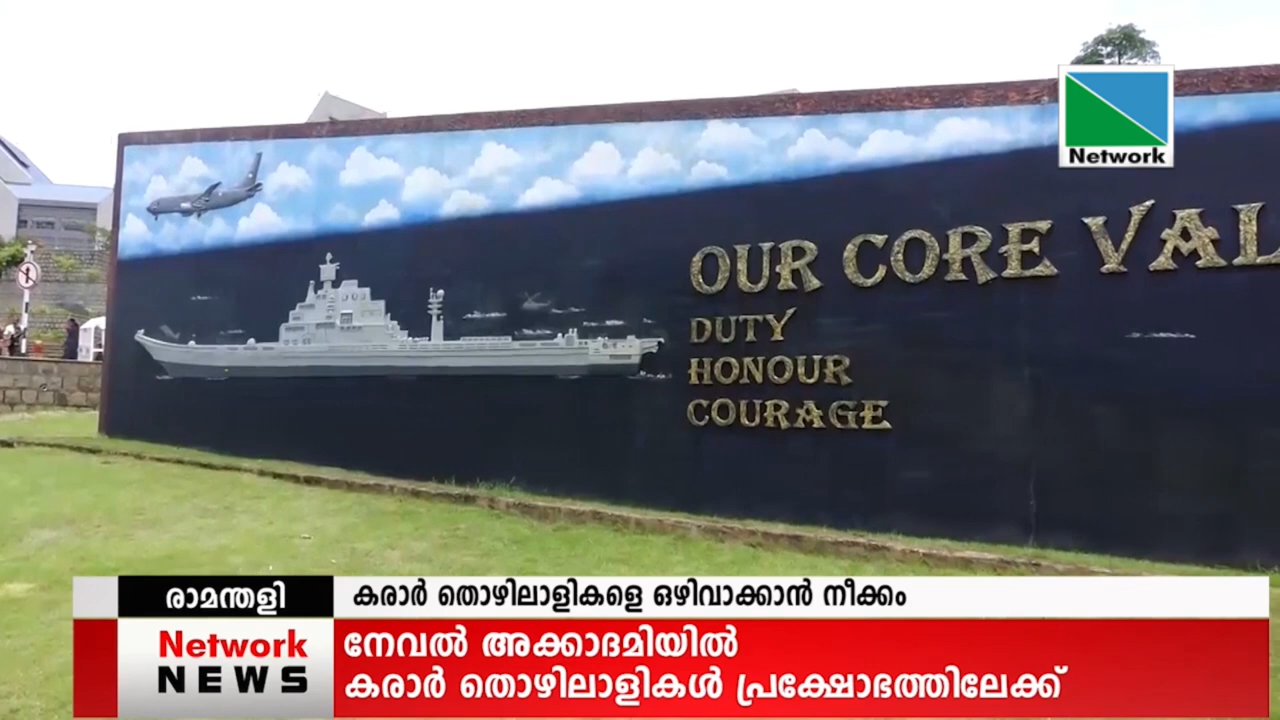 Network
OUR CORE VAL
DUTY
HONOUR
COURAGE
രാമന്തളി
കരാർ തൊഴിലാളികളെ ഒഴിവാക്കാൻ നീക്കം
Network
NEWS
നേവൽ അക്കാദമിയിൽ
കരാർ തൊഴിലാളികൾ പ്രക്ഷോഭത്തിലേക്ക്